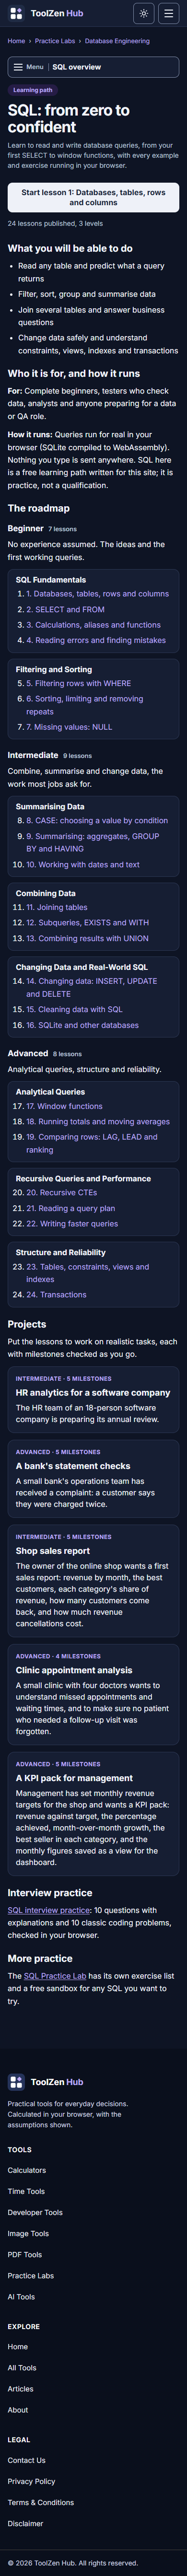 ToolZen Hub
Home › Practice Labs › Database Engineering
Menu SQL overview
Learning path
SQL: from zero to
confident
Learn to read and write database queries, from your
first SELECT to window functions, with every example
and exercise running in your browser.
Start lesson 1: Databases, tables, rows
and columns
24 lessons published, 3 levels
What you will be able to do
• Read any table and predict what a query
returns
• Filter, sort, group and summarise data
• Join several tables and answer business
questions
• Change data safely and understand
constraints, views, indexes and transactions
Who it is for, and how it runs
For: Complete beginners, testers who check
data, analysts and anyone preparing for a data
or QA role.
How it runs: Queries run for real in your
browser (SQLite compiled to WebAssembly).
Nothing you type is sent anywhere. SQL here
is a free learning path written for this site; it is
practice, not a qualification.
The roadmap
Beginner 7 lessons
No experience assumed. The ideas and the
first working queries.
SQL Fundamentals
1. 1. Databases, tables, rows and columns
2. 2. SELECT and FROM
3. 3. Calculations, aliases and functions
4. 4. Reading errors and finding mistakes
Filtering and Sorting
5. 5. Filtering rows with WHERE
6. 6. Sorting, limiting and removing
repeats
7. 7. Missing values: NULL
Intermediate 9 lessons
Combine, summarise and change data, the
work most jobs ask for.
Summarising Data
8. 8. CASE: choosing a value by condition
9. 9. Summarising: aggregates, GROUP
BY and HAVING
10. 10. Working with dates and text
Combining Data
11. 11. Joining tables
12. 12. Subqueries, EXISTS and WITH
13. 13. Combining results with UNION
Changing Data and Real-World SQL
14. 14. Changing data: INSERT, UPDATE
and DELETE
15. 15. Cleaning data with SQL
16. 16. SQLite and other databases
Advanced 8 lessons
Analytical queries, structure and reliability.
Analytical Queries
17. 17. Window functions
18. 18. Running totals and moving averages
19. 19. Comparing rows: LAG, LEAD and
ranking
Recursive Queries and Performance
20. 20. Recursive CTEs
21. 21. Reading a query plan
22. 22. Writing faster queries
Structure and Reliability
23. 23. Tables, constraints, views and
indexes
24. 24. Transactions
Projects
Put the lessons to work on realistic tasks, each
with milestones checked as you go.
INTERMEDIATE · 5 MILESTONES
HR analytics for a software company
The HR team of an 18-person software
company is preparing its annual review.
ADVANCED · 5 MILESTONES
A bank's statement checks
A small bank's operations team has
received a complaint: a customer says
they were charged twice.
INTERMEDIATE · 5 MILESTONES
Shop sales report
The owner of the online shop wants a first
sales report: revenue by month, the best
customers, each category's share of
revenue, how many customers come
back, and how much revenue
cancellations cost.
ADVANCED · 4 MILESTONES
Clinic appointment analysis
A small clinic with four doctors wants to
understand missed appointments and
waiting times, and to make sure no patient
who needed a follow-up visit was
forgotten.
ADVANCED · 5 MILESTONES
A KPI pack for management
Management has set monthly revenue
targets for the shop and wants a KPI pack:
revenue against target, the percentage
achieved, month-over-month growth, the
best seller in each category, and the
monthly figures saved as a view for the
dashboard.
Interview practice
SQL interview practice: 10 questions with
explanations and 10 classic coding problems,
checked in your browser.
More practice
The SQL Practice Lab has its own exercise list
and a free sandbox for any SQL you want to
try.
ToolZen Hub
Practical tools for everyday decisions.
Calculated in your browser, with the
assumptions shown.
TOOLS
Calculators
Time Tools
Developer Tools
Image Tools
PDF Tools
Practice Labs
AI Tools
EXPLORE
Home
All Tools
Articles
About
LEGAL
Contact Us
Privacy Policy
Terms & Conditions
Disclaimer
© 2026 ToolZen Hub. All rights reserved.